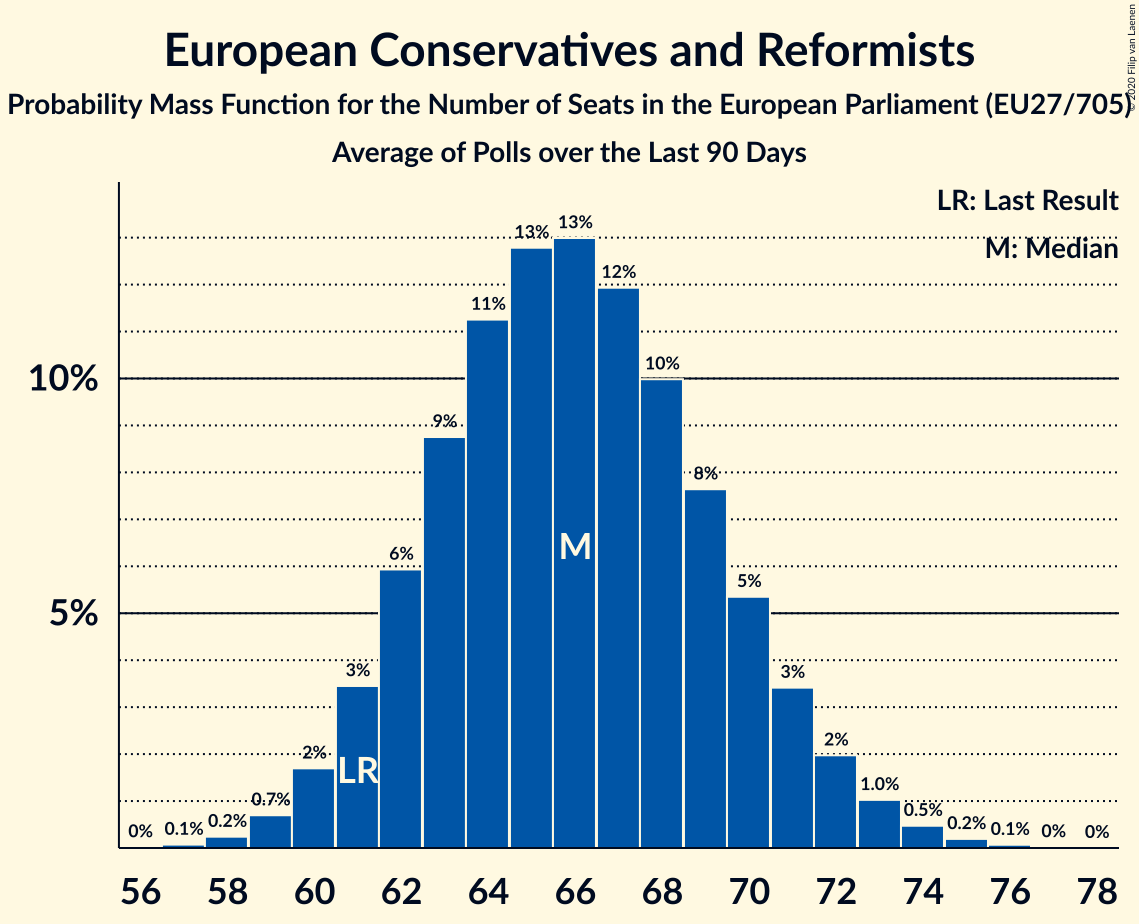 European Conservatives and Reformists
Probability Mass Function for the Number of Seats in the European Parliament (EU27/705)
Average of Polls over the Last 90 Days
© 2020 Filip van Laenen
LR: Last Result
M: Median
10%
5%
0%
0.1%
0.2%
0.7%
2%
3%
6%
9%
11%
13%
13%
12%
10%
8%
5%
3%
2%
1.0%
0.5%
0.2%
0.1%
0%
0%
LR
M
56 58 60 62 64 66 68 70 72 74 76 78